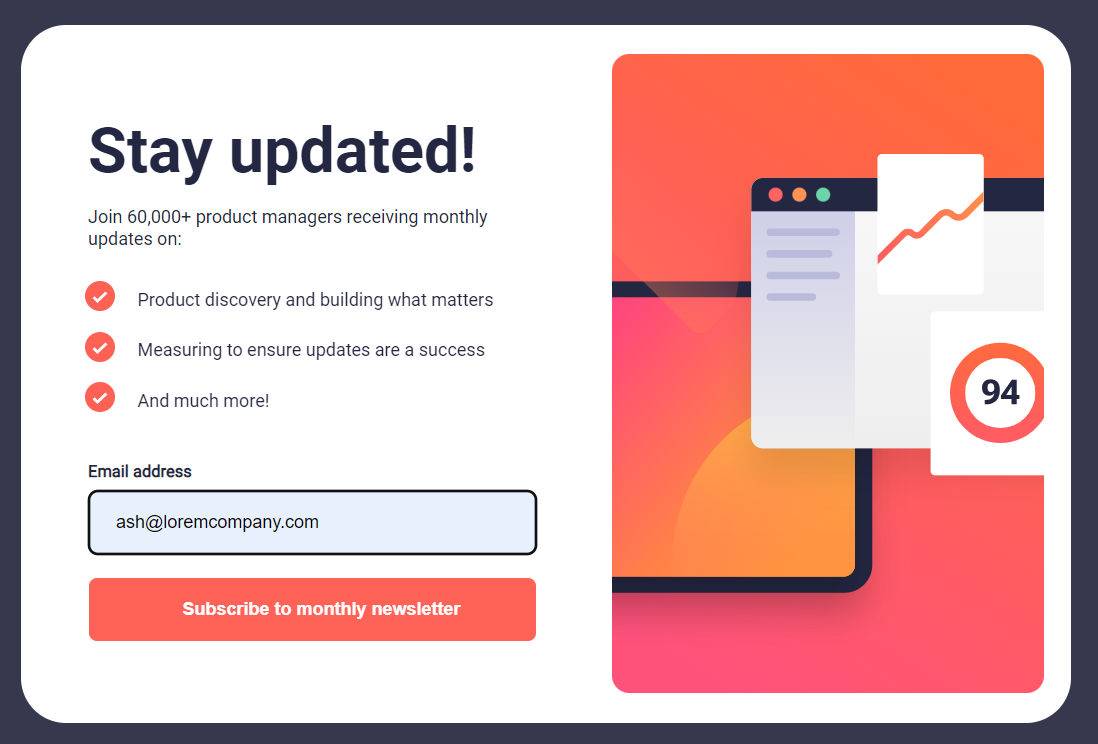 Stay updated!
Join 60,000+ product managers receiving monthly
updates on:
Product discovery and building what matters
Measuring to ensure updates are a success
And much more!
Email address
ash@loremcompany.com
Subscribe to monthly newsletter
94